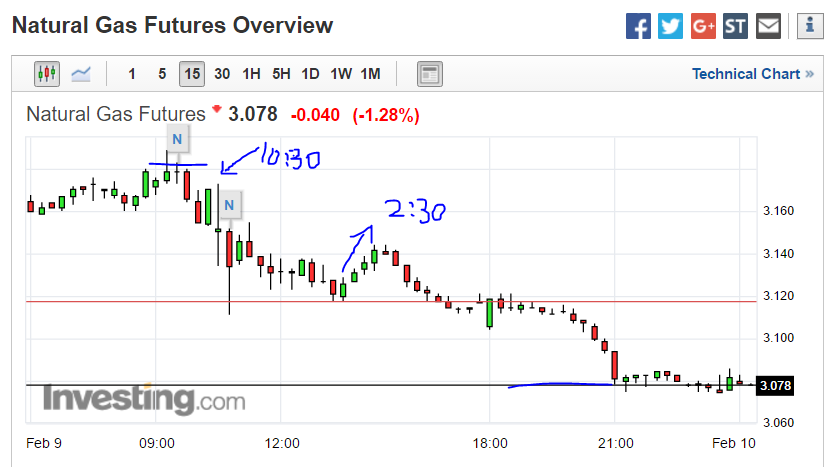 Natural Gas Futures Overview
f G+ ST i
1 5 15 30 1H 5H 1D 1W 1M Technical Chart »
Natural Gas Futures 3.078 -0.040 (-1.28%)
N
10:30
N
2:30
3.160
3.140
3.120
3.100
3.078
3.060
Investing.com
Feb 9 09:00 12:00 18:00 21:00 Feb 10